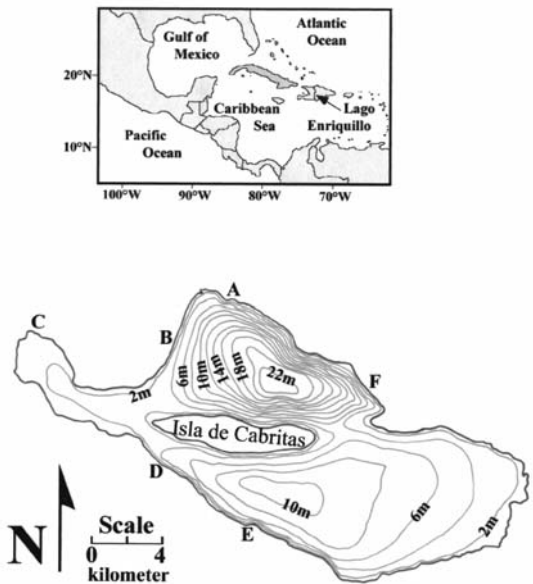 Atlantic
Ocean
Gulf of
Mexico
20°N
Caribbean
Sea
Lago
Enriquillo
Pacific
Ocean
10°N
100°W
90°W
80°W
70°W
A
C
B
F
22m
18m
14m
10m
6m
2m
Isla de Cabritas
D
10m
6m
2m
E
N
Scale
0 4
kilometer